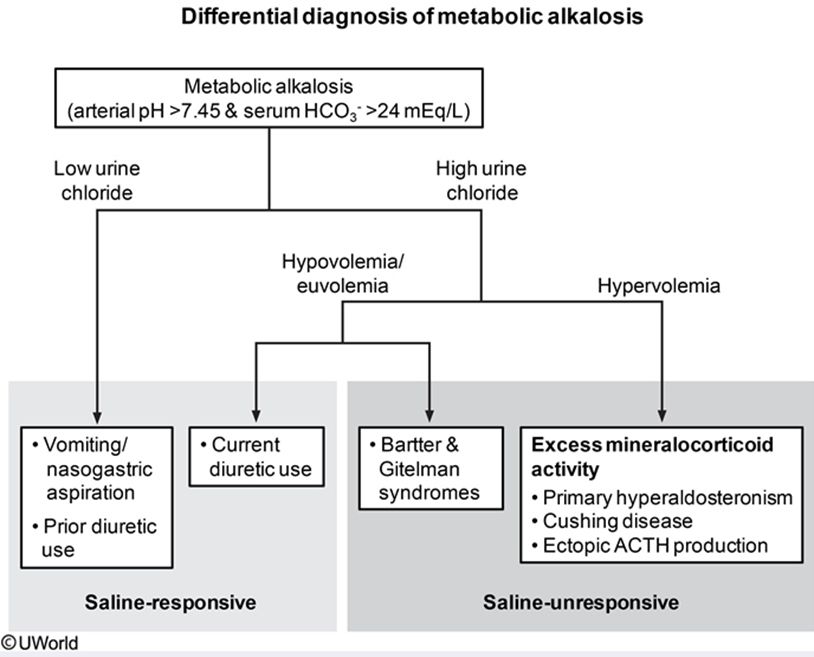 Differential diagnosis of metabolic alkalosis
Metabolic alkalosis
(arterial pH >7.45 & serum HCO₃⁻ >24 mEq/L)
Low urine
chloride
High urine
chloride
Hypovolemia/
euvolemia
Hypervolemia
• Vomiting/
nasogastric
aspiration
• Prior diuretic
use
• Current
diuretic use
• Bartter &
Gitelman
syndromes
Excess mineralocorticoid
activity
• Primary hyperaldosteronism
• Cushing disease
• Ectopic ACTH production
Saline-responsive
Saline-unresponsive
©UWorld